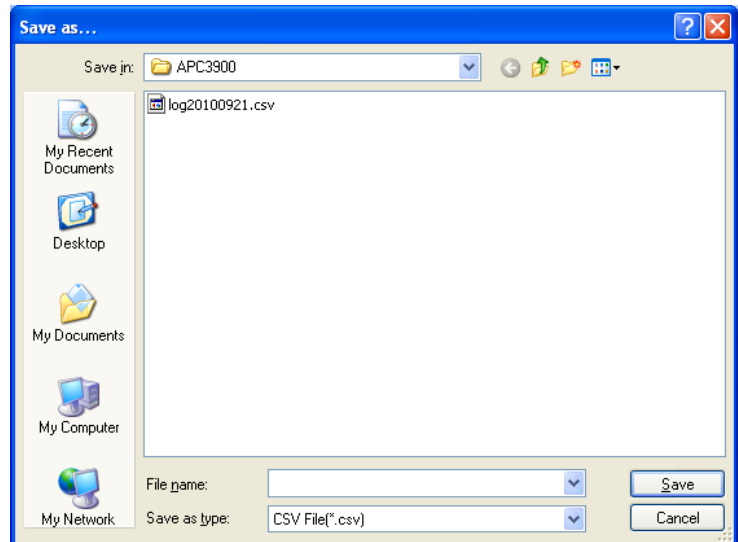 Save as...
Save in:
APC3900
log20100921.csv
My Recent
Documents
Desktop
My Documents
My Computer
My Network
File name:
Save
Save as type:
CSV File(*.csv)
Cancel